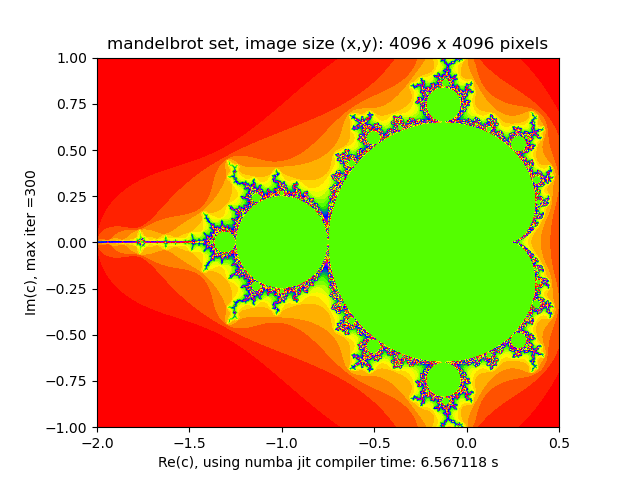 mandelbrot set, image size (x,y): 4096 x 4096 pixels
1.00
0.75
0.50
0.25
0.00
−0.25
−0.50
−0.75
−1.00
Im(c), max iter =300
−2.0 −1.5 −1.0 −0.5 0.0 0.5
Re(c), using numba jit compiler time: 6.567118 s